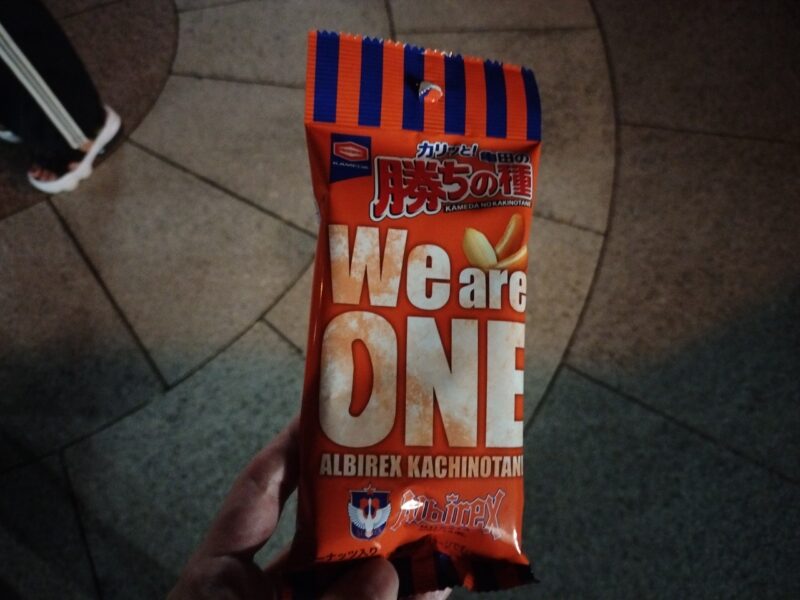 KAMEDA
カリッと! 亀田の
勝ちの種
KAMEDA NO KAKINOTANE
We are
ONE
ALBIREX KACHINOTANE
Albirex
ーナッツ入り